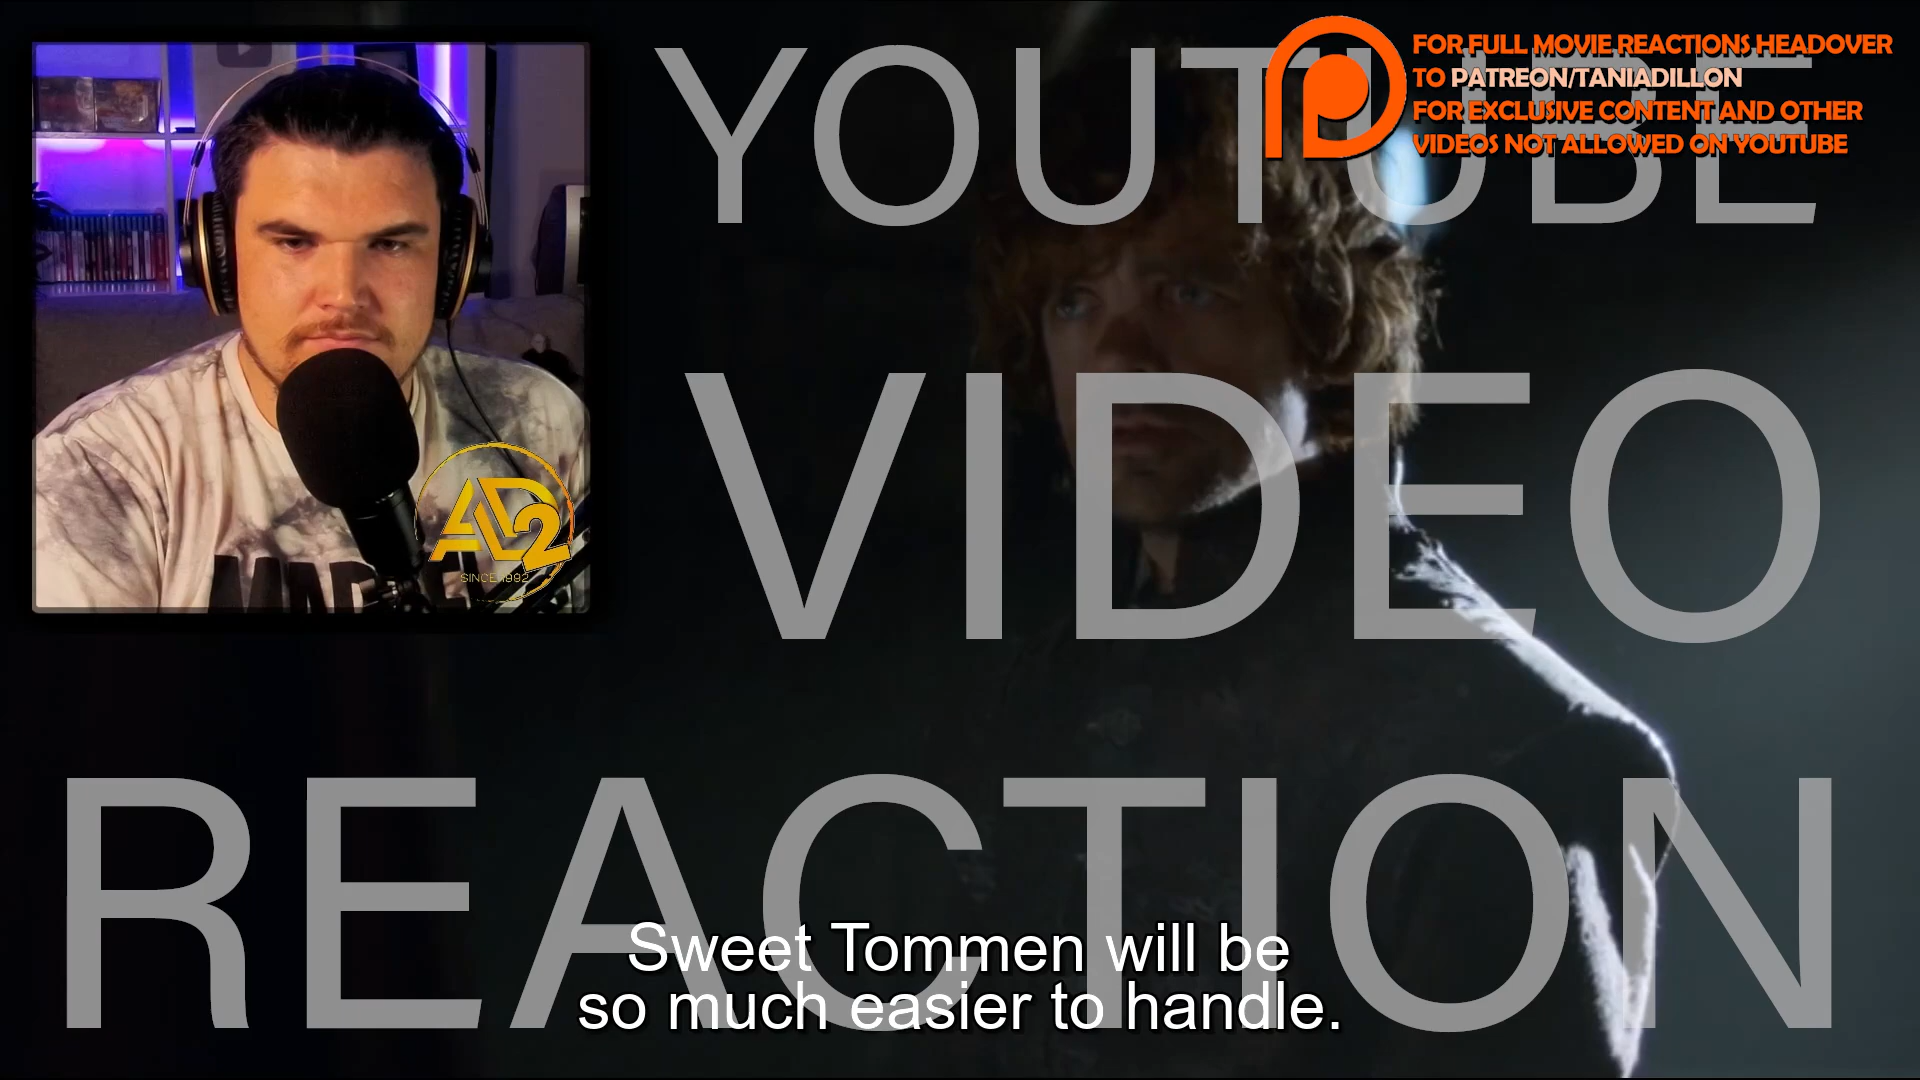 YOUTUBE
FOR FULL MOVIE REACTIONS HEADOVER
TO PATREON/TANIADILLON
FOR EXCLUSIVE CONTENT AND OTHER
VIDEOS NOT ALLOWED ON YOUTUBE
VIDEO
AD2
SINCE 1992
REACTION
Sweet Tommen will be
so much easier to handle.